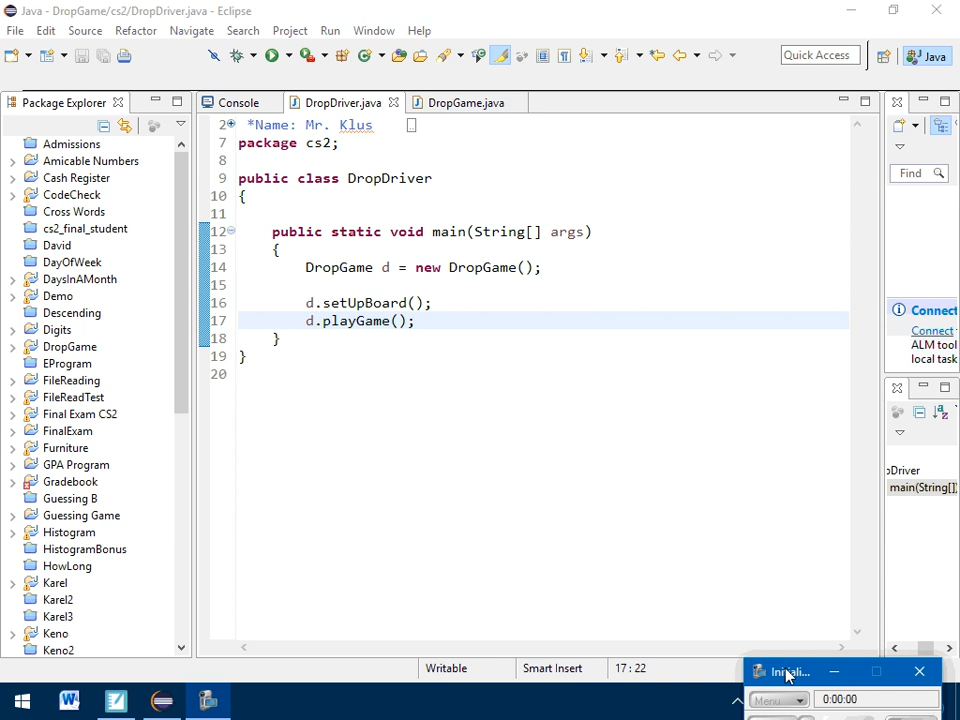 Java - DropGame/cs2/DropDriver.java - Eclipse
File Edit Source Refactor Navigate Search Project Run Window Help
Quick Access
Java
Package Explorer
Console
DropDriver.java
DropGame.java
Admissions
Amicable Numbers
Cash Register
CodeCheck
Cross Words
cs2_final_student
David
DayOfWeek
DaysInAMonth
Demo
Descending
Digits
DropGame
EProgram
FileReading
FileReadTest
Final Exam CS2
FinalExam
Furniture
GPA Program
Gradebook
Guessing B
Guessing Game
Histogram
HistogramBonus
HowLong
Karel
Karel2
Karel3
Keno
Keno2
2 *Name: Mr. Klus
7 package cs2;
8
9 public class DropDriver
10 {
11
12 public static void main(String[] args)
13 {
14 DropGame d = new DropGame();
15
16 d.setUpBoard();
17 d.playGame();
18 }
19 }
20
Find
Connect
Connect
ALM tool
local task
Driver
main(String[]
Writable
Smart Insert
17 : 22
Initiali...
Menu
0:00:00